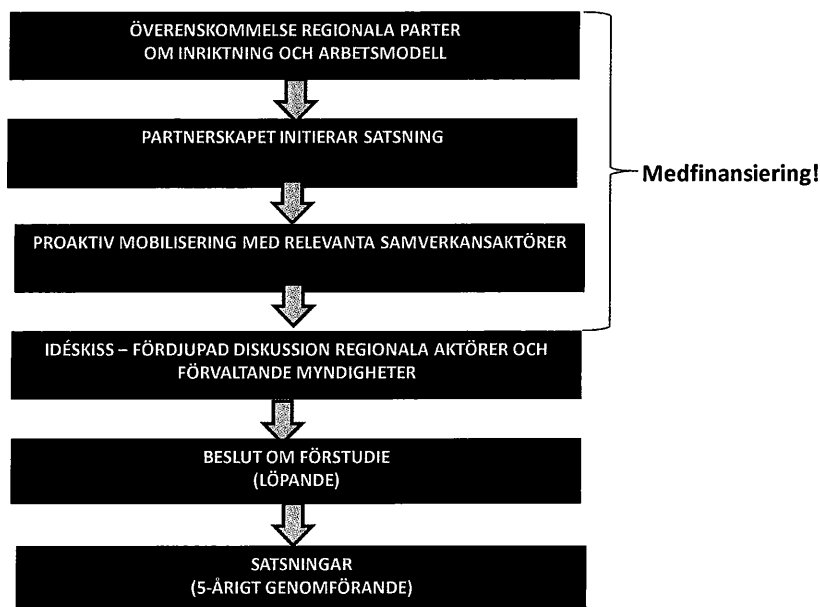 ÖVERENSKOMMELSE REGIONALA PARTER
OM INRIKTNING OCH ARBETSMODELL
PARTNERSKAPET INITIERAR SATSNING
Medfinansiering!
PROAKTIV MOBILISERING MED RELEVANTA SAMVERKANSAKTÖRER
IDÉSKISS – FÖRDJUPAD DISKUSSION REGIONALA AKTÖRER OCH
FÖRVALTANDE MYNDIGHETER
BESLUT OM FÖRSTUDIE
(LÖPANDE)
SATSNINGAR
(5-ÅRIGT GENOMFÖRANDE)